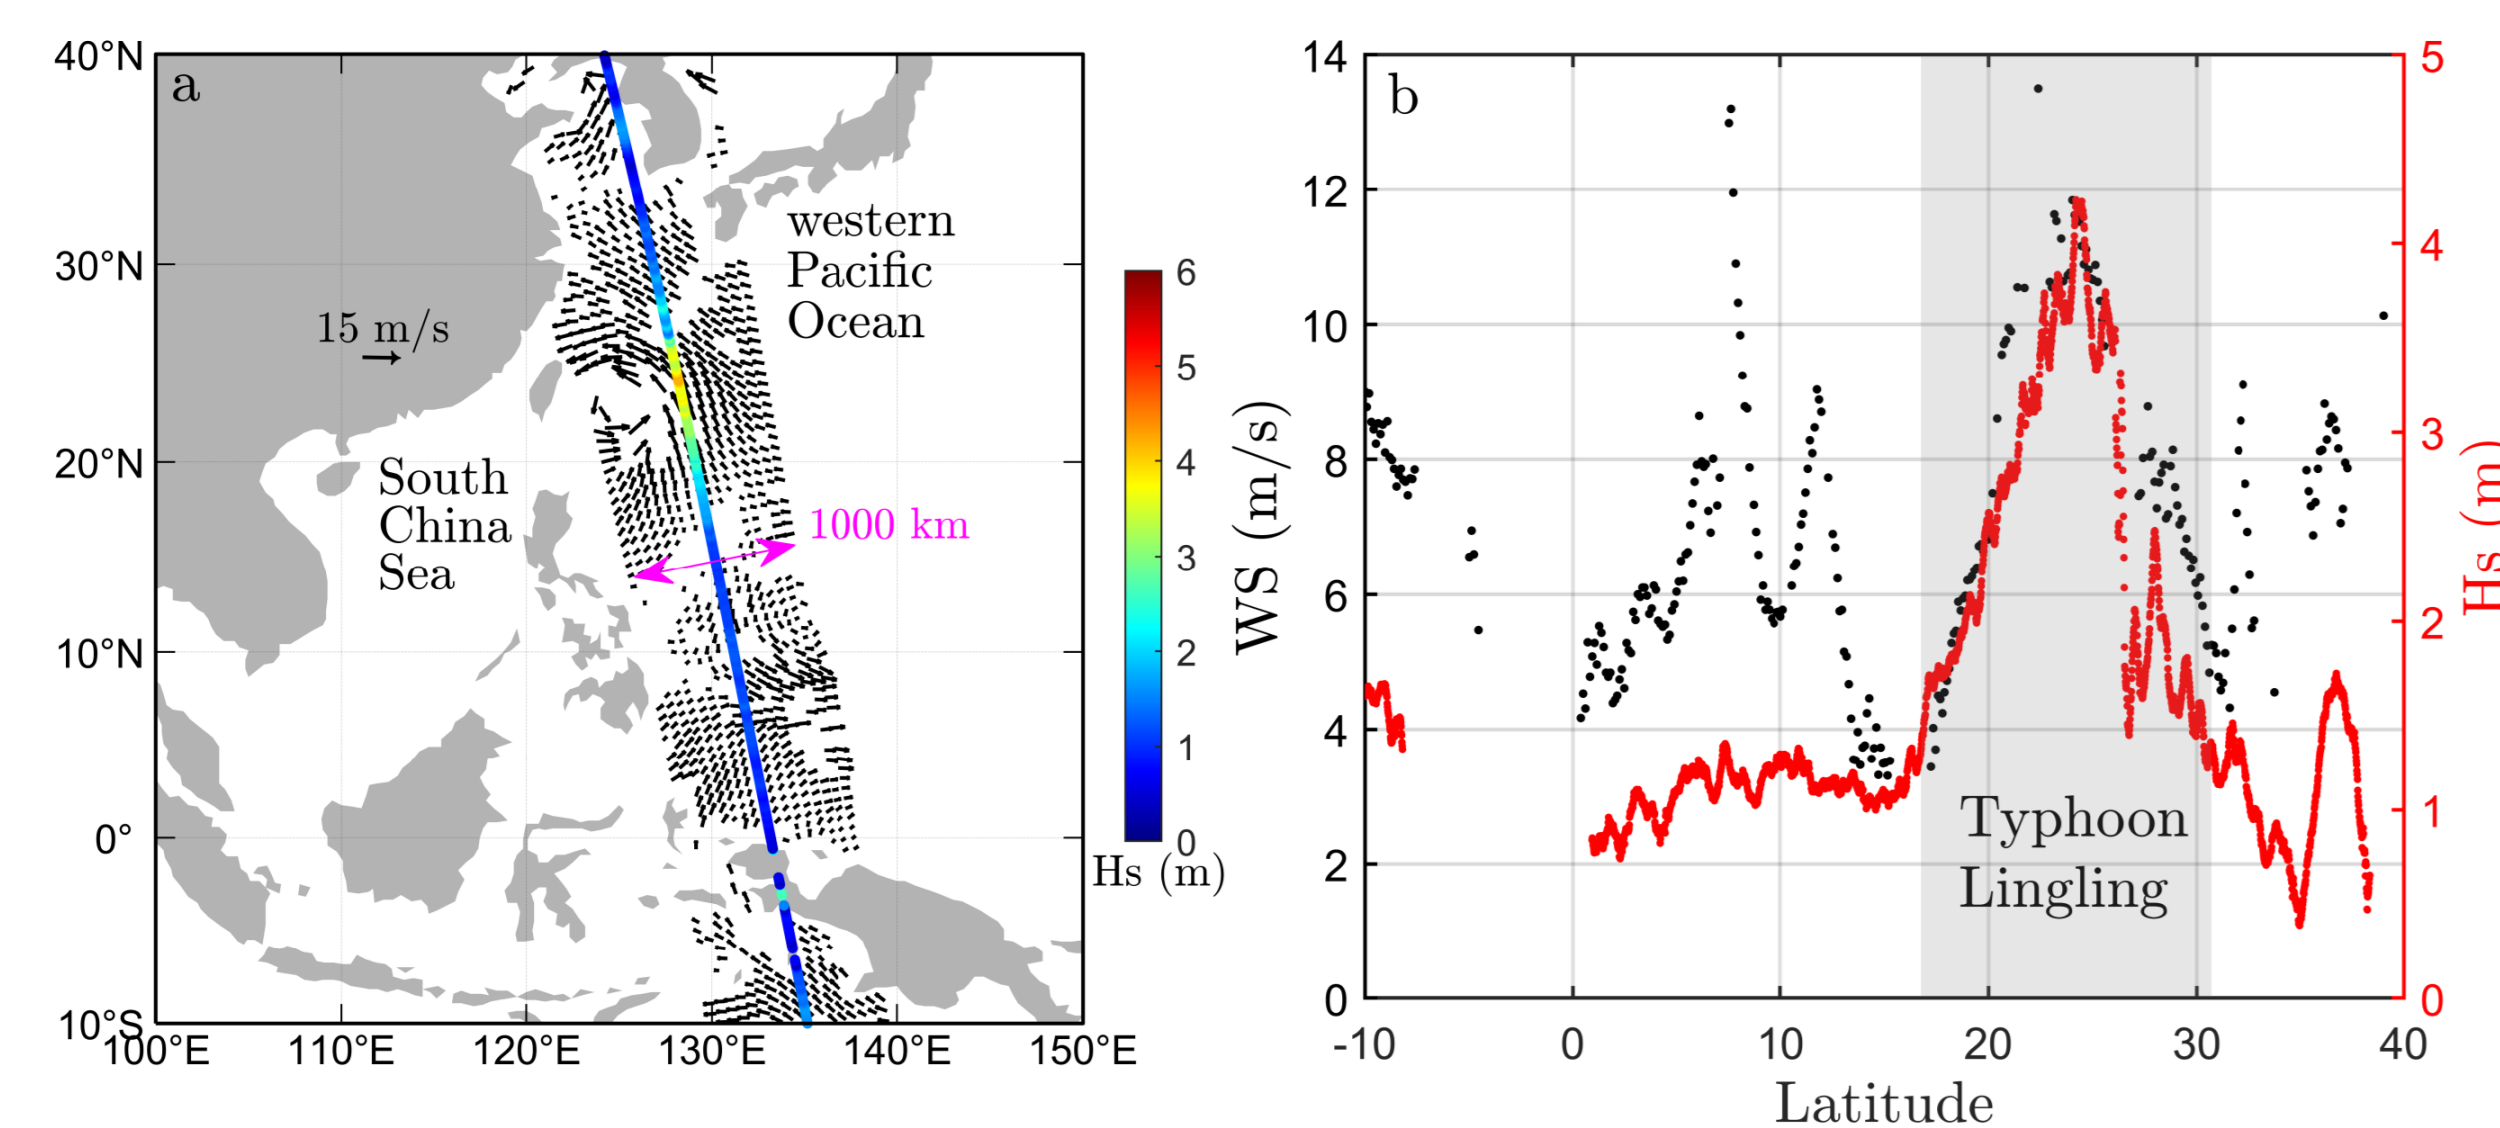 a
40°N
30°N
20°N
10°N
0°
10°S
100°E
110°E
120°E
130°E
140°E
150°E
15 m/s
western
Pacific
Ocean
South
China
Sea
1000 km
6
5
4
3
2
1
0
Hs (m)
b
WS (m/s)
14
12
10
8
6
4
2
0
-10
0
10
20
30
40
Latitude
Typhoon
Lingling
5
4
3
2
1
0
Hs (m)